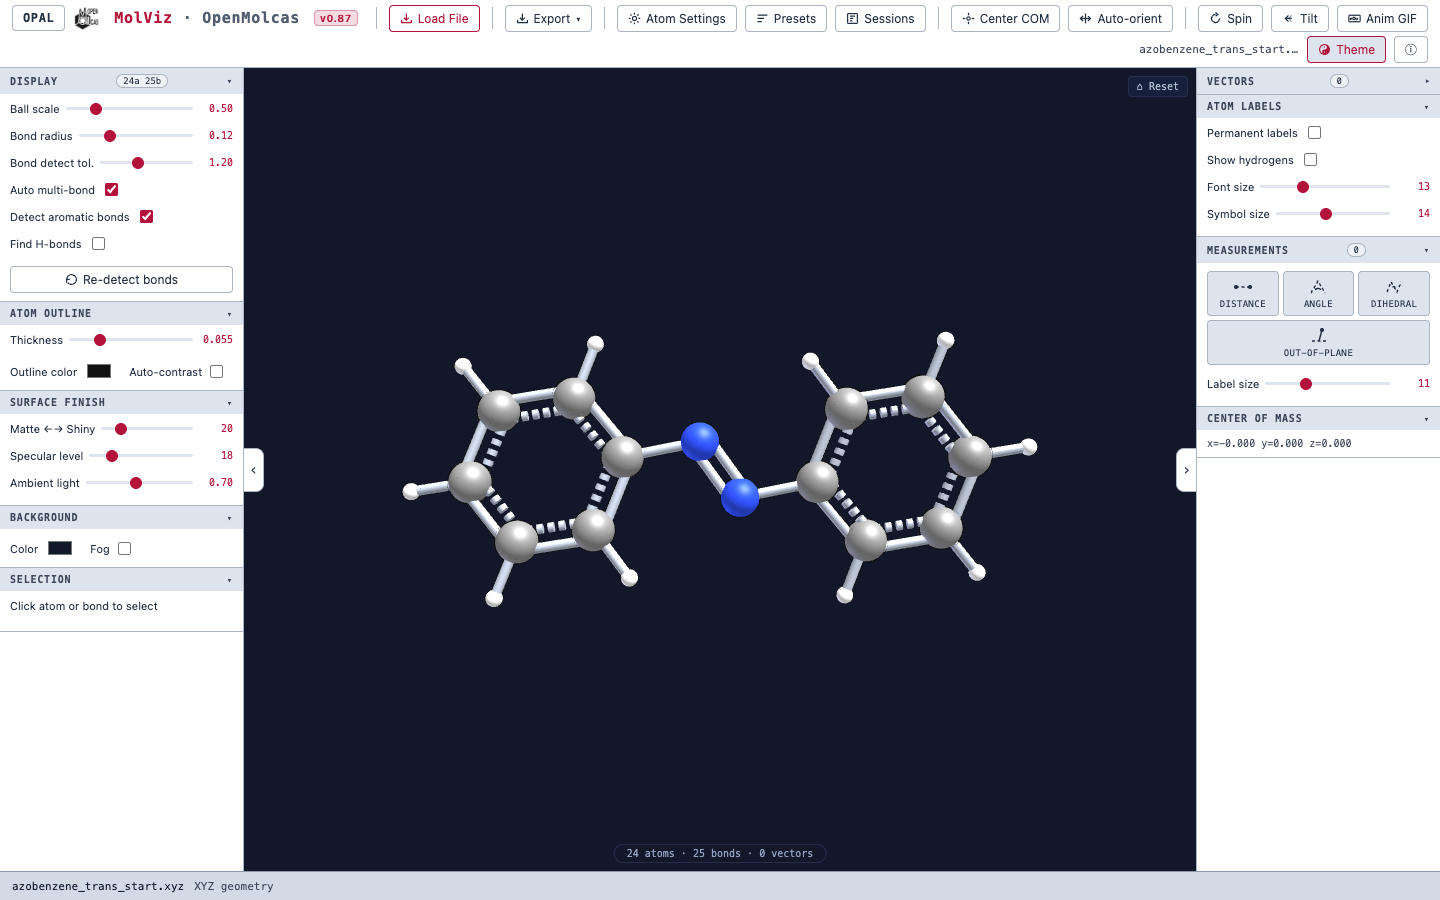 OPAL MolViz · OpenMolcas v0.87 Load File Export ▾ Atom Settings Presets Sessions Center COM Auto-orient Spin Tilt Anim GIF
azobenzene_trans_start.… Theme ⓘ
DISPLAY 24a 25b
Ball scale 0.50
Bond radius 0.12
Bond detect tol. 1.20
Auto multi-bond
Detect aromatic bonds
Find H-bonds
Re-detect bonds
ATOM OUTLINE
Thickness 0.055
Outline color Auto-contrast
SURFACE FINISH
Matte ↔ Shiny 20
Specular level 18
Ambient light 0.70
BACKGROUND
Color Fog
SELECTION
Click atom or bond to select
⌂ Reset
24 atoms · 25 bonds · 0 vectors
VECTORS 0
ATOM LABELS
Permanent labels
Show hydrogens
Font size 13
Symbol size 14
MEASUREMENTS 0
DISTANCE ANGLE DIHEDRAL
OUT-OF-PLANE
Label size 11
CENTER OF MASS
x=−0.000 y=0.000 z=0.000
azobenzene_trans_start.xyz XYZ geometry